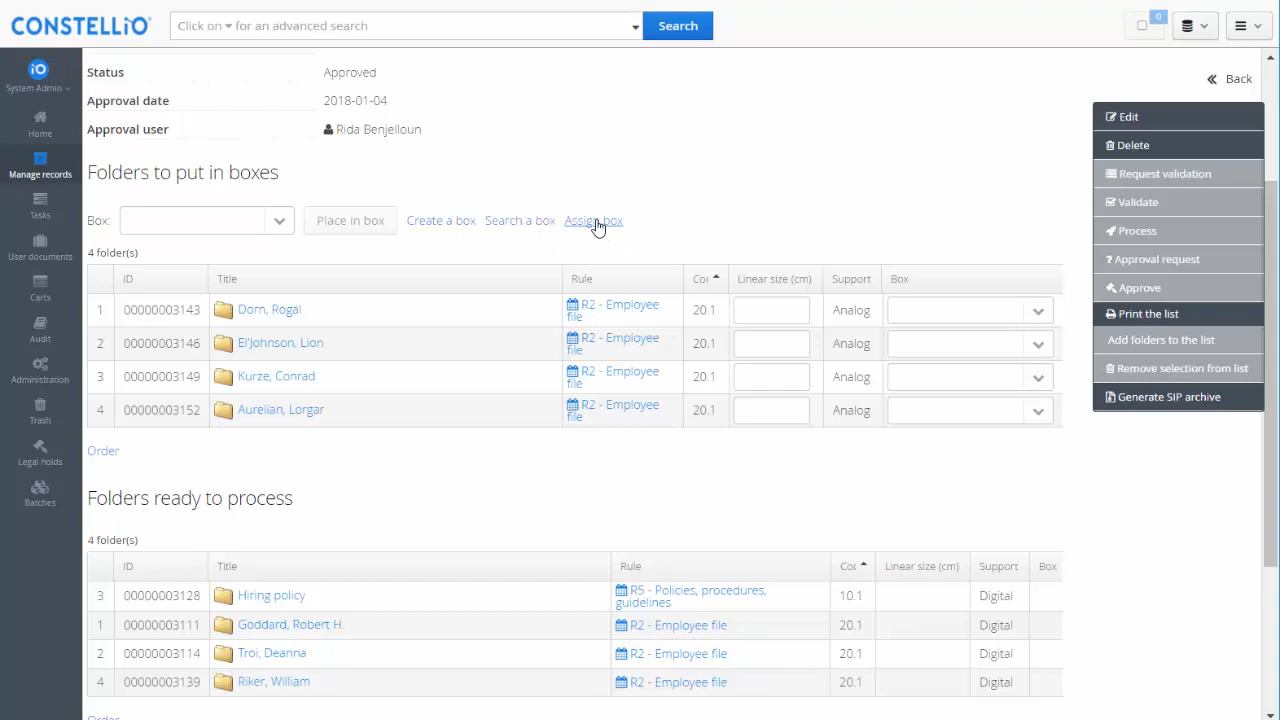 CONSTELLIO
Click on ▾ for an advanced search
Search
0
iO
System Admin
Home
Manage records
Tasks
User documents
Carts
Audit
Administration
Trash
Legal holds
Batches
Status Approved
Approval date 2018-01-04
Approval user Rida Benjelloun
Back
Edit
Delete
Request validation
Validate
Process
? Approval request
Approve
Print the list
Add folders to the list
Remove selection from list
Generate SIP archive
Folders to put in boxes
Box: Place in box Create a box Search a box Assign box
4 folder(s)
ID Title Rule Coı Linear size (cm) Support Box
1 00000003143 Dorn, Rogal R2 - Employee file 20.1 Analog
2 00000003146 El'Johnson, Lion R2 - Employee file 20.1 Analog
3 00000003149 Kurze, Conrad R2 - Employee file 20.1 Analog
4 00000003152 Aurelian, Lorgar R2 - Employee file 20.1 Analog
Order
Folders ready to process
4 folder(s)
ID Title Rule Coı Linear size (cm) Support Box
3 00000003128 Hiring policy R5 - Policies, procedures, guidelines 10.1 Digital
1 00000003111 Goddard, Robert H. R2 - Employee file 20.1 Digital
2 00000003114 Troi, Deanna R2 - Employee file 20.1 Digital
4 00000003139 Riker, William R2 - Employee file 20.1 Digital
Order